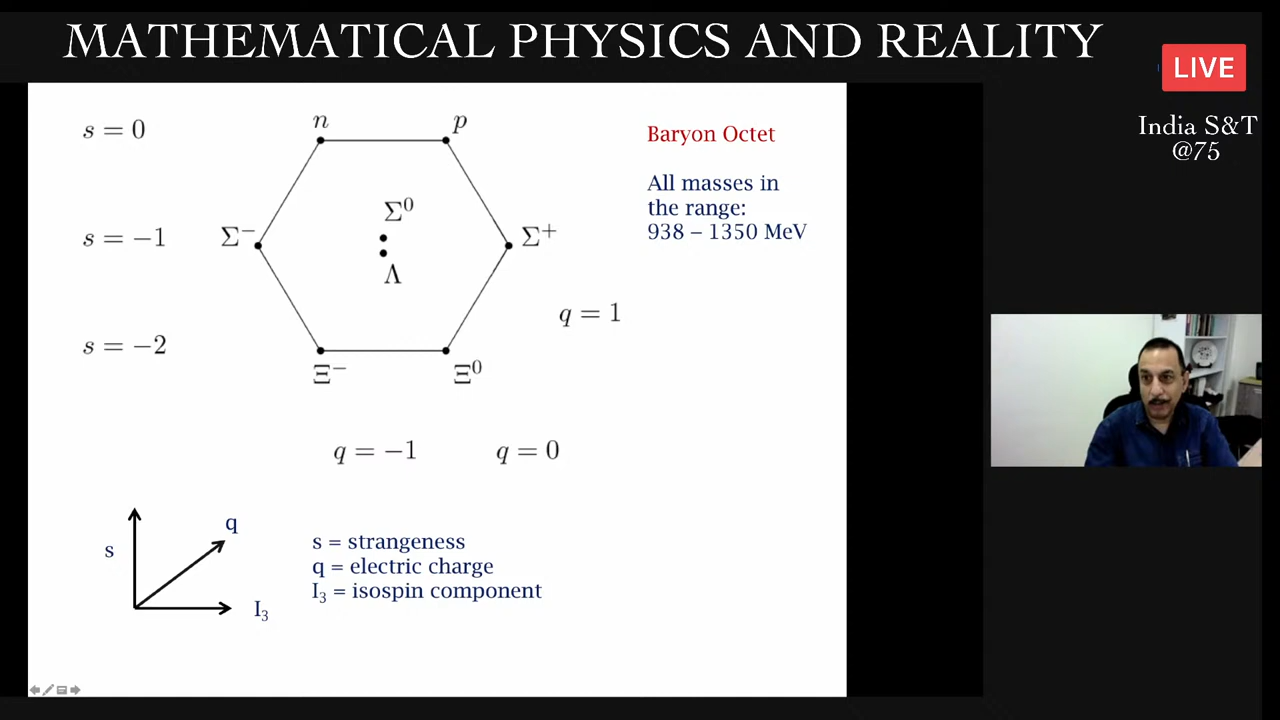 MATHEMATICAL PHYSICS AND REALITY
LIVE
India S&T
@75
s = 0
n
p
Baryon Octet
All masses in
the range:
938 – 1350 MeV
Σ⁰
s = −1
Σ⁻
Σ⁺
Λ
q = 1
s = −2
Ξ⁻
Ξ⁰
q = −1
q = 0
s
q
I₃
s = strangeness
q = electric charge
I₃ = isospin component